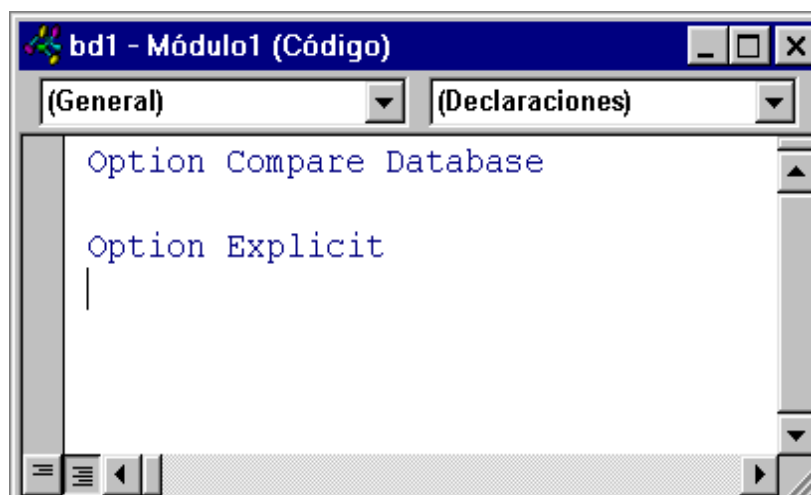 bd1 - Módulo1 (Código)
(General) (Declaraciones)
Option Compare Database
Option Explicit